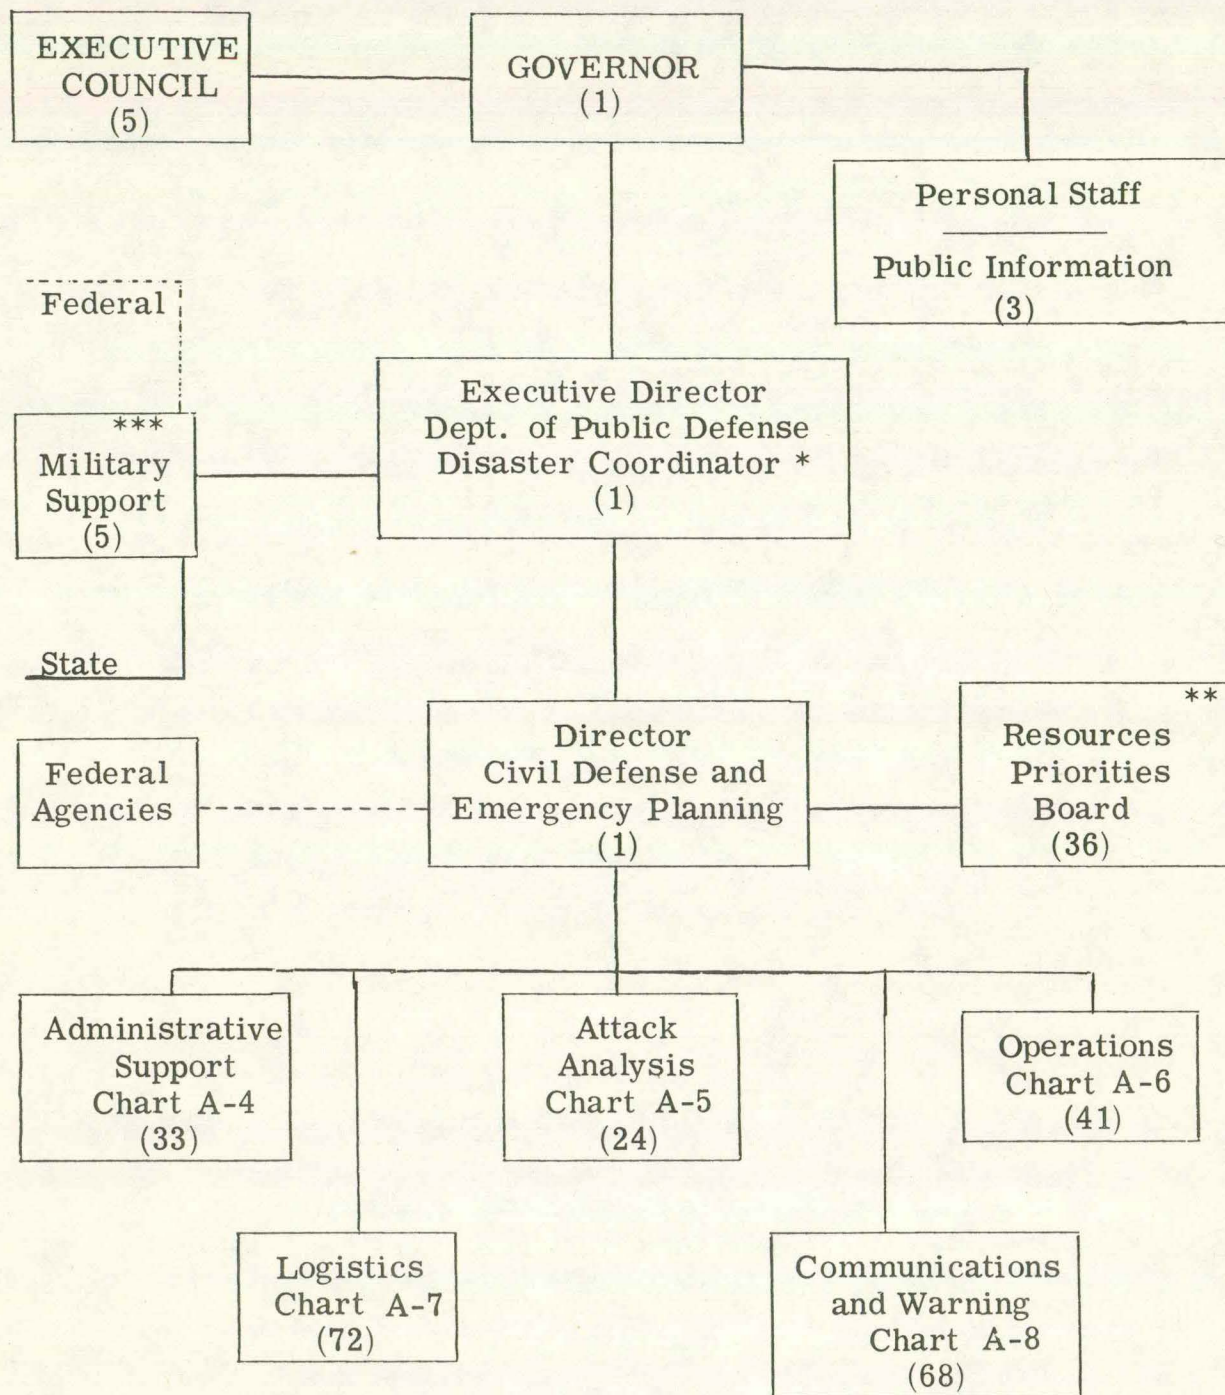 EXECUTIVE
COUNCIL
(5)
GOVERNOR
(1)
Personal Staff
Public Information
(3)
Federal
***
Military
Support
(5)
State
Executive Director
Dept. of Public Defense
Disaster Coordinator *
(1)
Federal
Agencies
Director
Civil Defense and
Emergency Planning
(1)
**
Resources
Priorities
Board
(36)
Administrative
Support
Chart A-4
(33)
Attack
Analysis
Chart A-5
(24)
Operations
Chart A-6
(41)
Logistics
Chart A-7
(72)
Communications
and Warning
Chart A-8
(68)